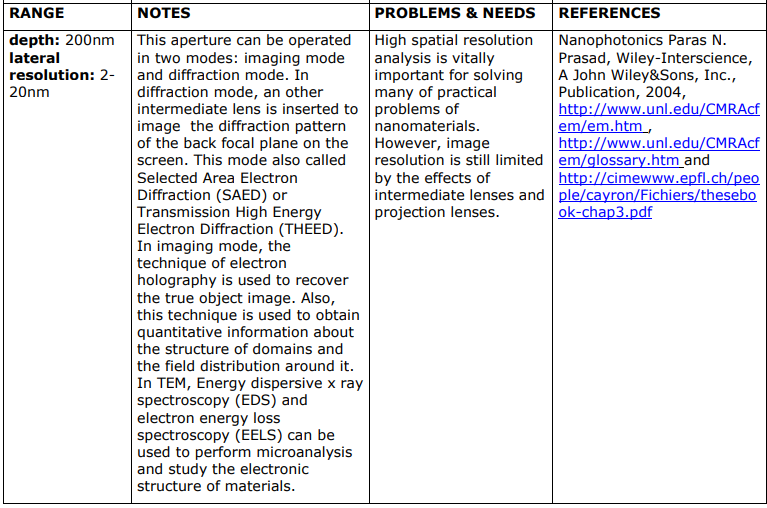 RANGE
NOTES
PROBLEMS & NEEDS
REFERENCES
depth: 200nm
lateral
resolution: 2-
20nm
This aperture can be operated
in two modes: imaging mode
and diffraction mode. In
diffraction mode, an other
intermediate lens is inserted to
image the diffraction pattern
of the back focal plane on the
screen. This mode also called
Selected Area Electron
Diffraction (SAED) or
Transmission High Energy
Electron Diffraction (THEED).
In imaging mode, the
technique of electron
holography is used to recover
the true object image. Also,
this technique is used to obtain
quantitative information about
the structure of domains and
the field distribution around it.
In TEM, Energy dispersive x ray
spectroscopy (EDS) and
electron energy loss
spectroscopy (EELS) can be
used to perform microanalysis
and study the electronic
structure of materials.
High spatial resolution
analysis is vitally
important for solving
many of practical
problems of
nanomaterials.
However, image
resolution is still limited
by the effects of
intermediate lenses and
projection lenses.
Nanophotonics Paras N.
Prasad, Wiley-Interscience,
A John Wiley&Sons, Inc.,
Publication, 2004,
http://www.unl.edu/CMRAcf
em/em.htm ,
http://www.unl.edu/CMRAcf
em/glossary.htm and
http://cimewww.epfl.ch/peo
ple/cayron/Fichiers/thesebo
ok-chap3.pdf